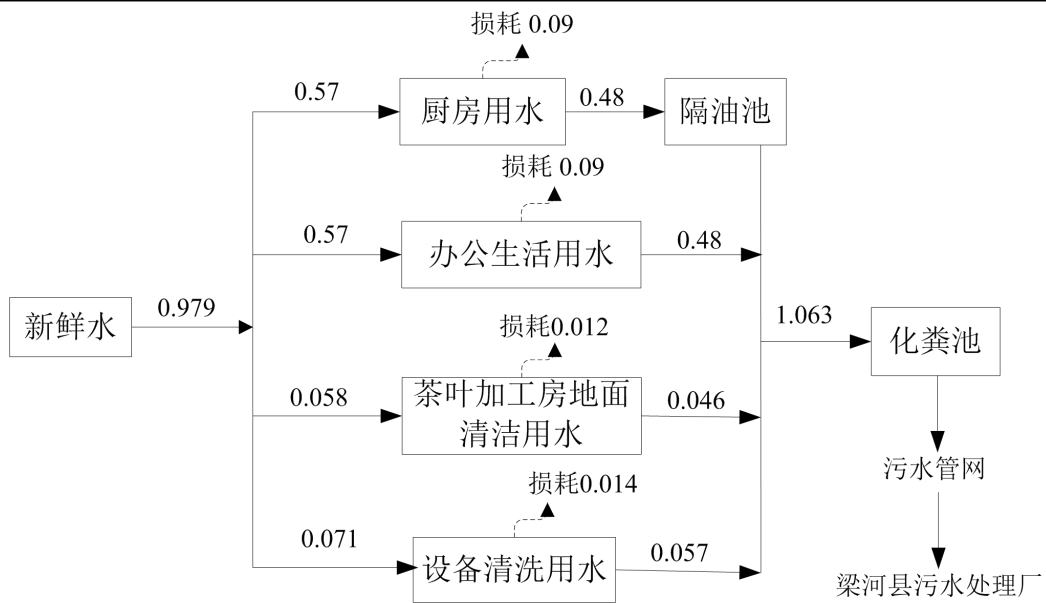 损耗 0.09
0.57
厨房用水
0.48
隔油池
损耗 0.09
0.57
办公生活用水
0.48
新鲜水
0.979
损耗0.012
0.058
茶叶加工房地面
清洁用水
0.046
1.063
化粪池
损耗0.014
0.071
设备清洗用水
0.057
污水管网
梁河县污水处理厂